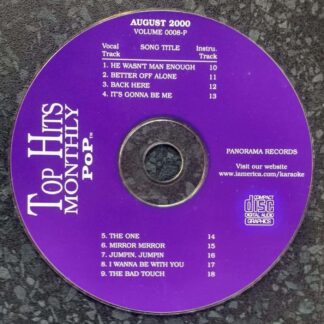 AUGUST 2000
VOLUME 0008-P
Vocal Track SONG TITLE Instru. Track
1. HE WASN'T MAN ENOUGH 10
2. BETTER OFF ALONE 11
3. BACK HERE 12
4. IT'S GONNA BE ME 13
TOP HITS
MONTHLY
PoP™
PANORAMA RECORDS
Visit our website
www.iamerica.com/karaoke
COMPACT
disc
DIGITAL AUDIO
GRAPHICS
5. THE ONE 14
6. MIRROR MIRROR 15
7. JUMPIN, JUMPIN 16
8. I WANNA BE WITH YOU 17
9. THE BAD TOUCH 18